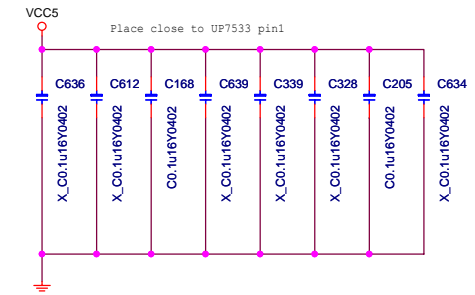 VCC5
Place close to UP7533 pin1
C636
C612
C168
C639
C339
C328
C205
C634
X_C0.1u16Y0402
X_C0.1u16Y0402
C0.1u16Y0402
X_C0.1u16Y0402
X_C0.1u16Y0402
X_C0.1u16Y0402
C0.1u16Y0402
X_C0.1u16Y0402